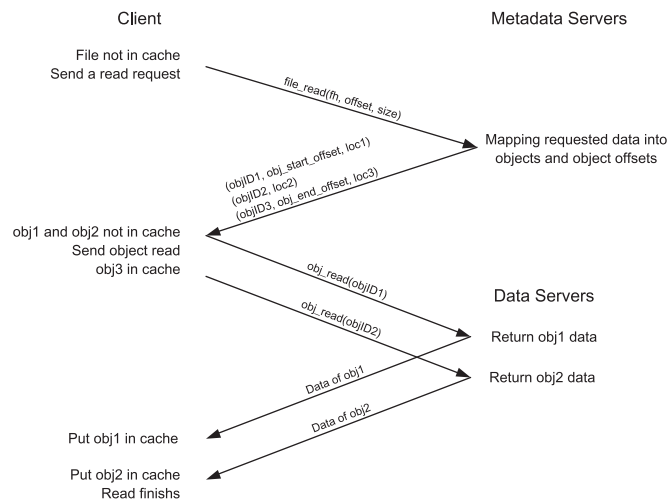 Client
Metadata Servers
File not in cache
Send a read request
file_read(fh, offset, size)
Mapping requested data into
objects and object offsets
(objID1, obj_start_offset, loc1)
(objID2, loc2)
(objID3, obj_end_offset, loc3)
obj1 and obj2 not in cache
Send object read
obj3 in cache
obj_read(objID1)
Data Servers
obj_read(objID2)
Return obj1 data
Return obj2 data
Data of obj1
Data of obj2
Put obj1 in cache
Put obj2 in cache
Read finishs